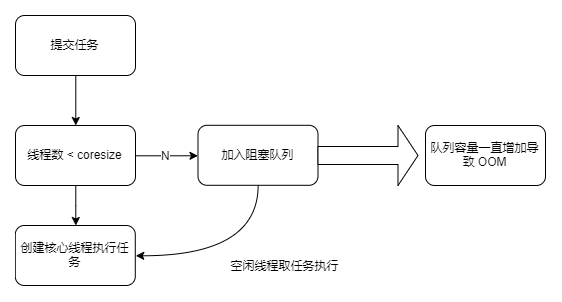 提交任务
线程数 < coresize
N
加入阻塞队列
队列容量一直增加导
致 OOM
创建核心线程执行任
务
空闲线程取任务执行